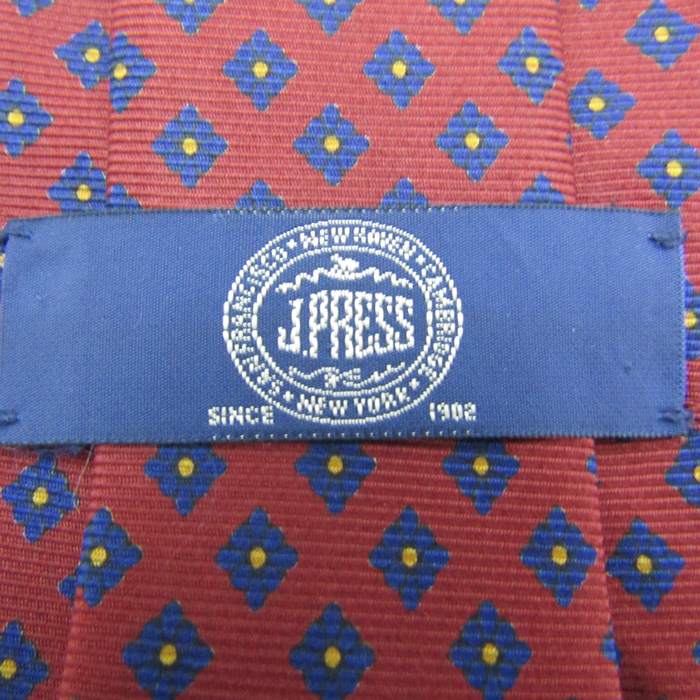 SAN FRANCISCO • NEW HAVEN • CAMBRIDGE • NEW YORK •
J.PRESS
SINCE 1902